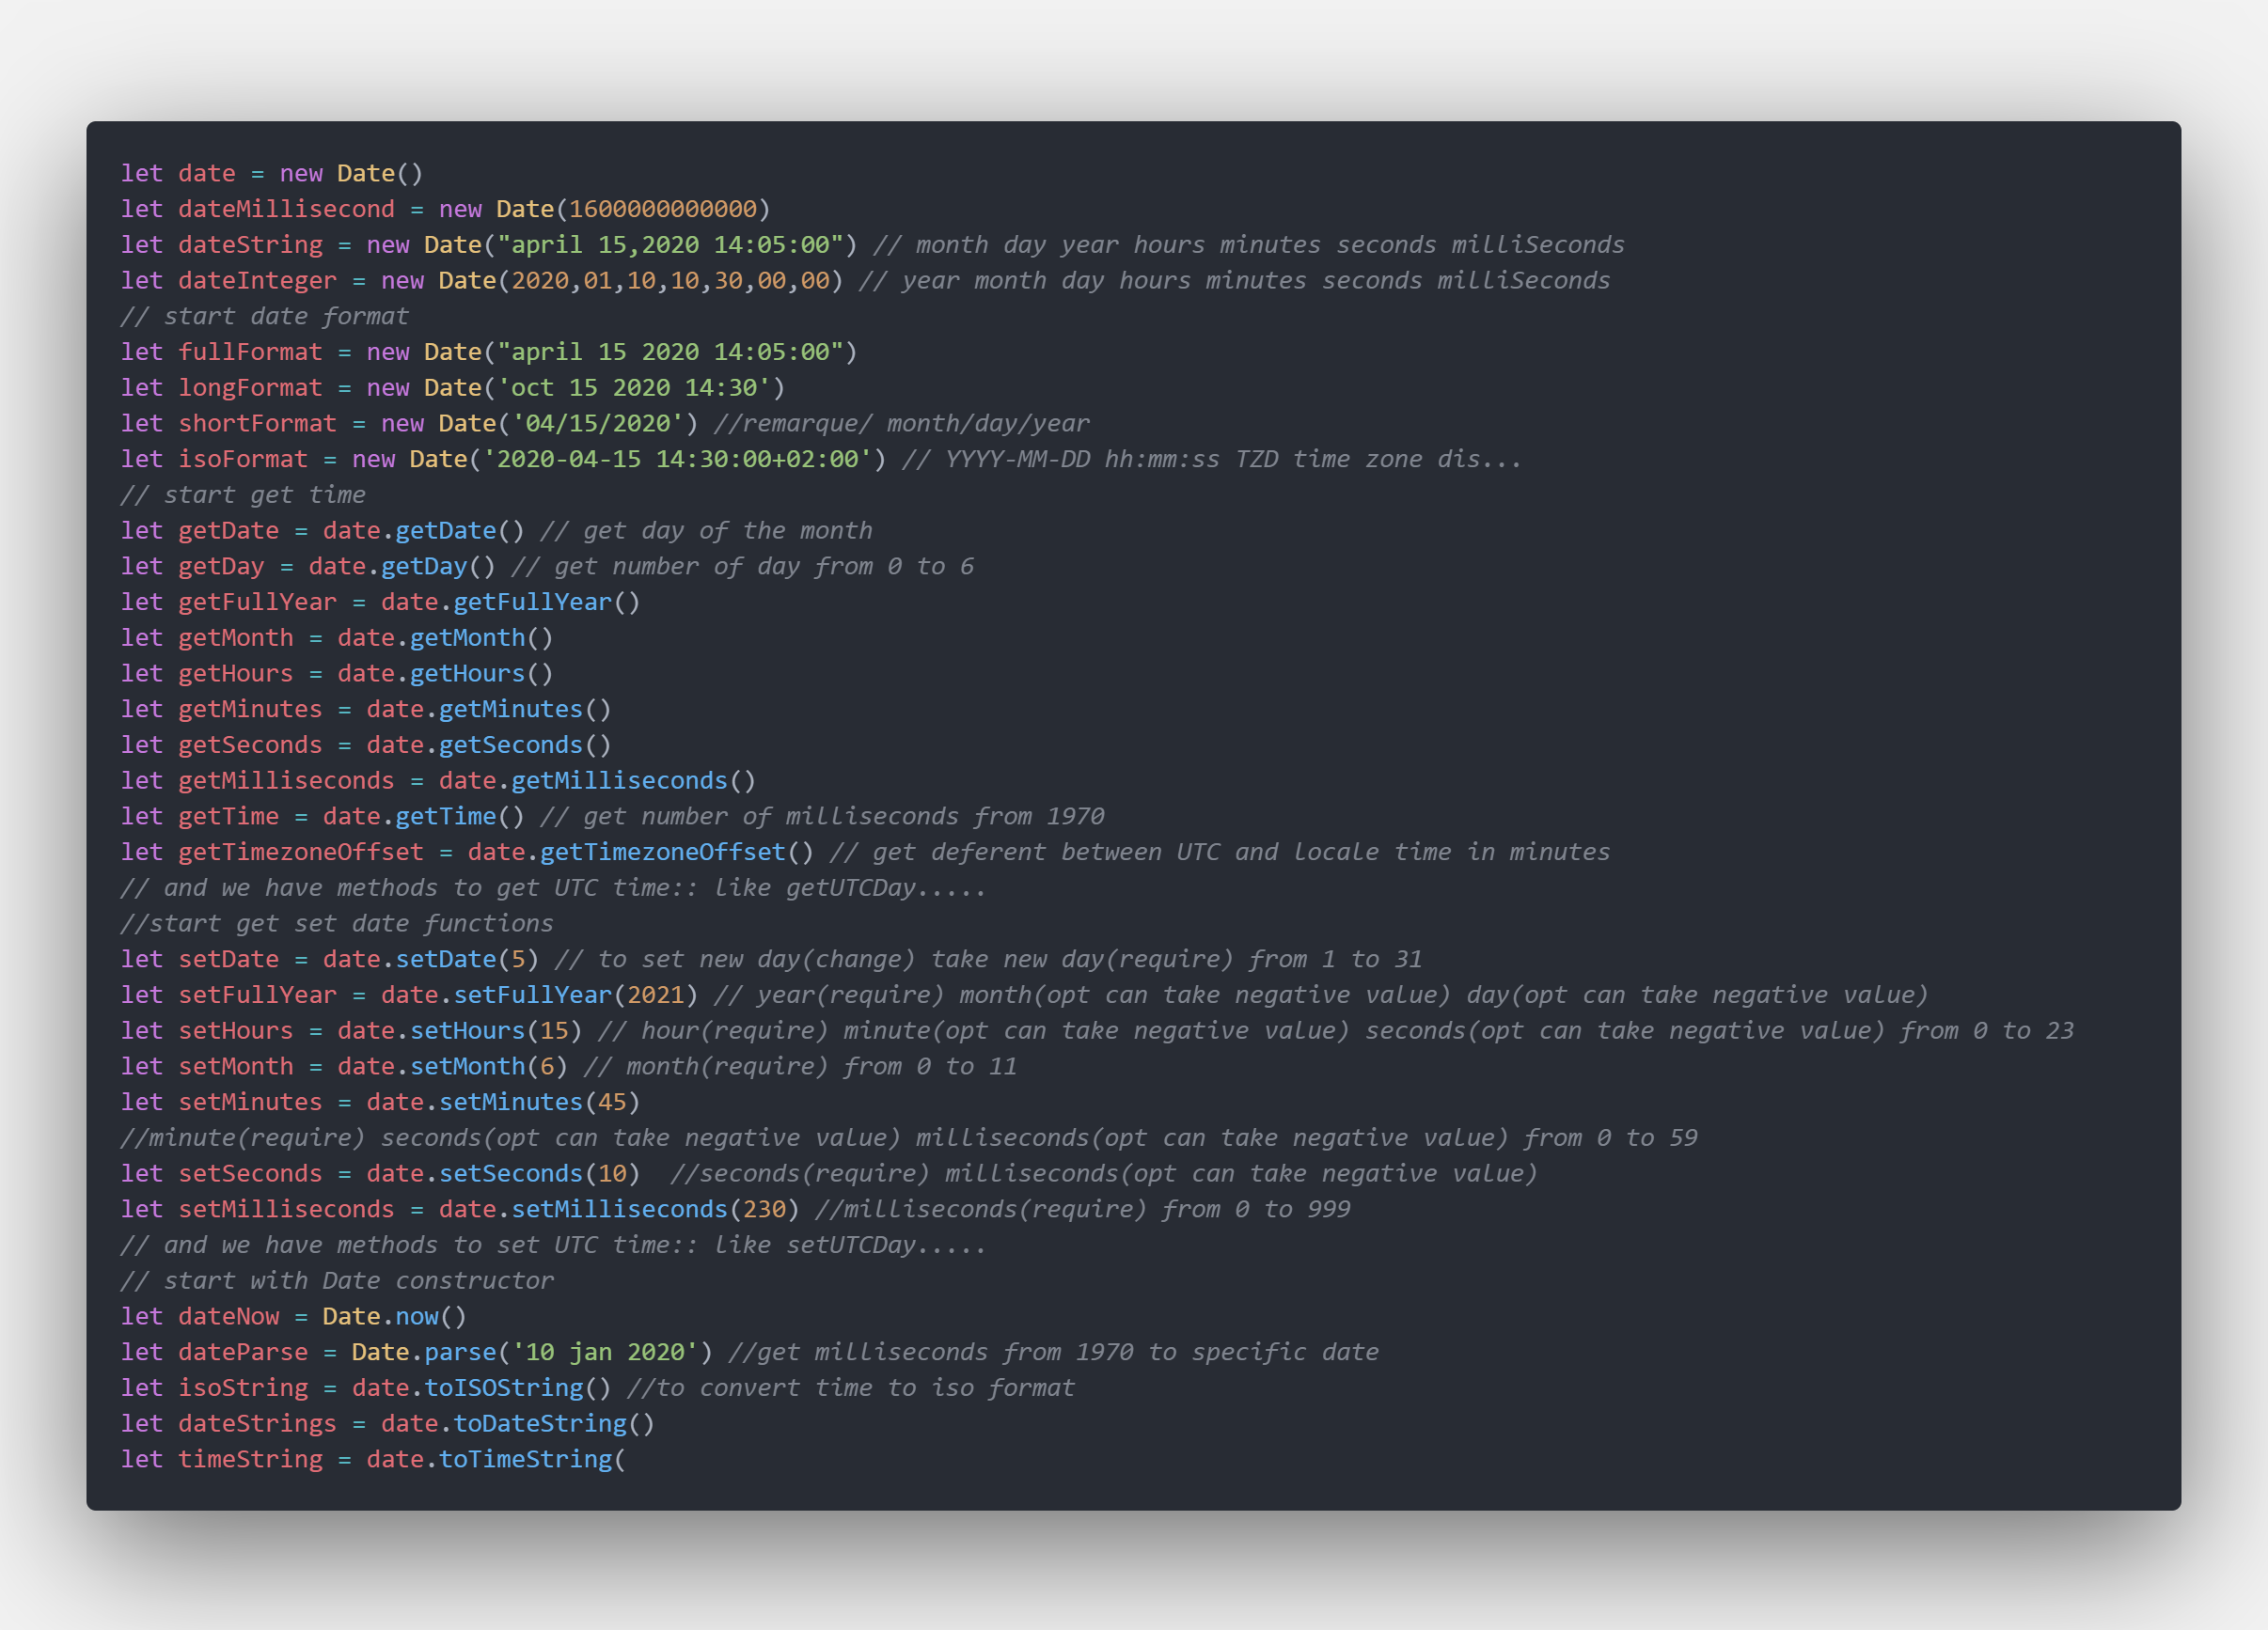 let date = new Date()
let dateMillisecond = new Date(1600000000000)
let dateString = new Date("april 15,2020 14:05:00") // month day year hours minutes seconds milliSeconds
let dateInteger = new Date(2020,01,10,10,30,00,00) // year month day hours minutes seconds milliSeconds
// start date format
let fullFormat = new Date("april 15 2020 14:05:00")
let longFormat = new Date('oct 15 2020 14:30')
let shortFormat = new Date('04/15/2020') //remarque/ month/day/year
let isoFormat = new Date('2020-04-15 14:30:00+02:00') // YYYY-MM-DD hh:mm:ss TZD time zone dis...
// start get time
let getDate = date.getDate() // get day of the month
let getDay = date.getDay() // get number of day from 0 to 6
let getFullYear = date.getFullYear()
let getMonth = date.getMonth()
let getHours = date.getHours()
let getMinutes = date.getMinutes()
let getSeconds = date.getSeconds()
let getMilliseconds = date.getMilliseconds()
let getTime = date.getTime() // get number of milliseconds from 1970
let getTimezoneOffset = date.getTimezoneOffset() // get deferent between UTC and locale time in minutes
// and we have methods to get UTC time:: like getUTCDay.....
//start get set date functions
let setDate = date.setDate(5) // to set new day(change) take new day(require) from 1 to 31
let setFullYear = date.setFullYear(2021) // year(require) month(opt can take negative value) day(opt can take negative value)
let setHours = date.setHours(15) // hour(require) minute(opt can take negative value) seconds(opt can take negative value) from 0 to 23
let setMonth = date.setMonth(6) // month(require) from 0 to 11
let setMinutes = date.setMinutes(45)
//minute(require) seconds(opt can take negative value) milliseconds(opt can take negative value) from 0 to 59
let setSeconds = date.setSeconds(10)  //seconds(require) milliseconds(opt can take negative value)
let setMilliseconds = date.setMilliseconds(230) //milliseconds(require) from 0 to 999
// and we have methods to set UTC time:: like setUTCDay.....
// start with Date constructor
let dateNow = Date.now()
let dateParse = Date.parse('10 jan 2020') //get milliseconds from 1970 to specific date
let isoString = date.toISOString() //to convert time to iso format
let dateStrings = date.toDateString()
let timeString = date.toTimeString(